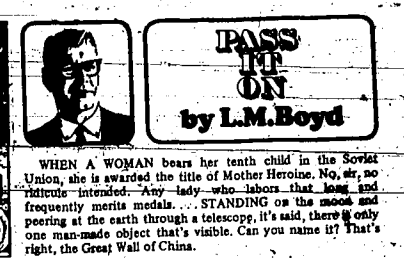 PASS
IT
ON
by L.M.Boyd
WHEN A WOMAN bears her tenth child in the Soviet
Union, she is awarded the title of Mother Heroine. No, sir, no
ridicule intended. Any lady who labors that long and
frequently merits medals. . . . STANDING on the moon and
peering at the earth through a telescope, it's said, there is only
one man-made object that's visible. Can you name it? That's
right, the Great Wall of China.